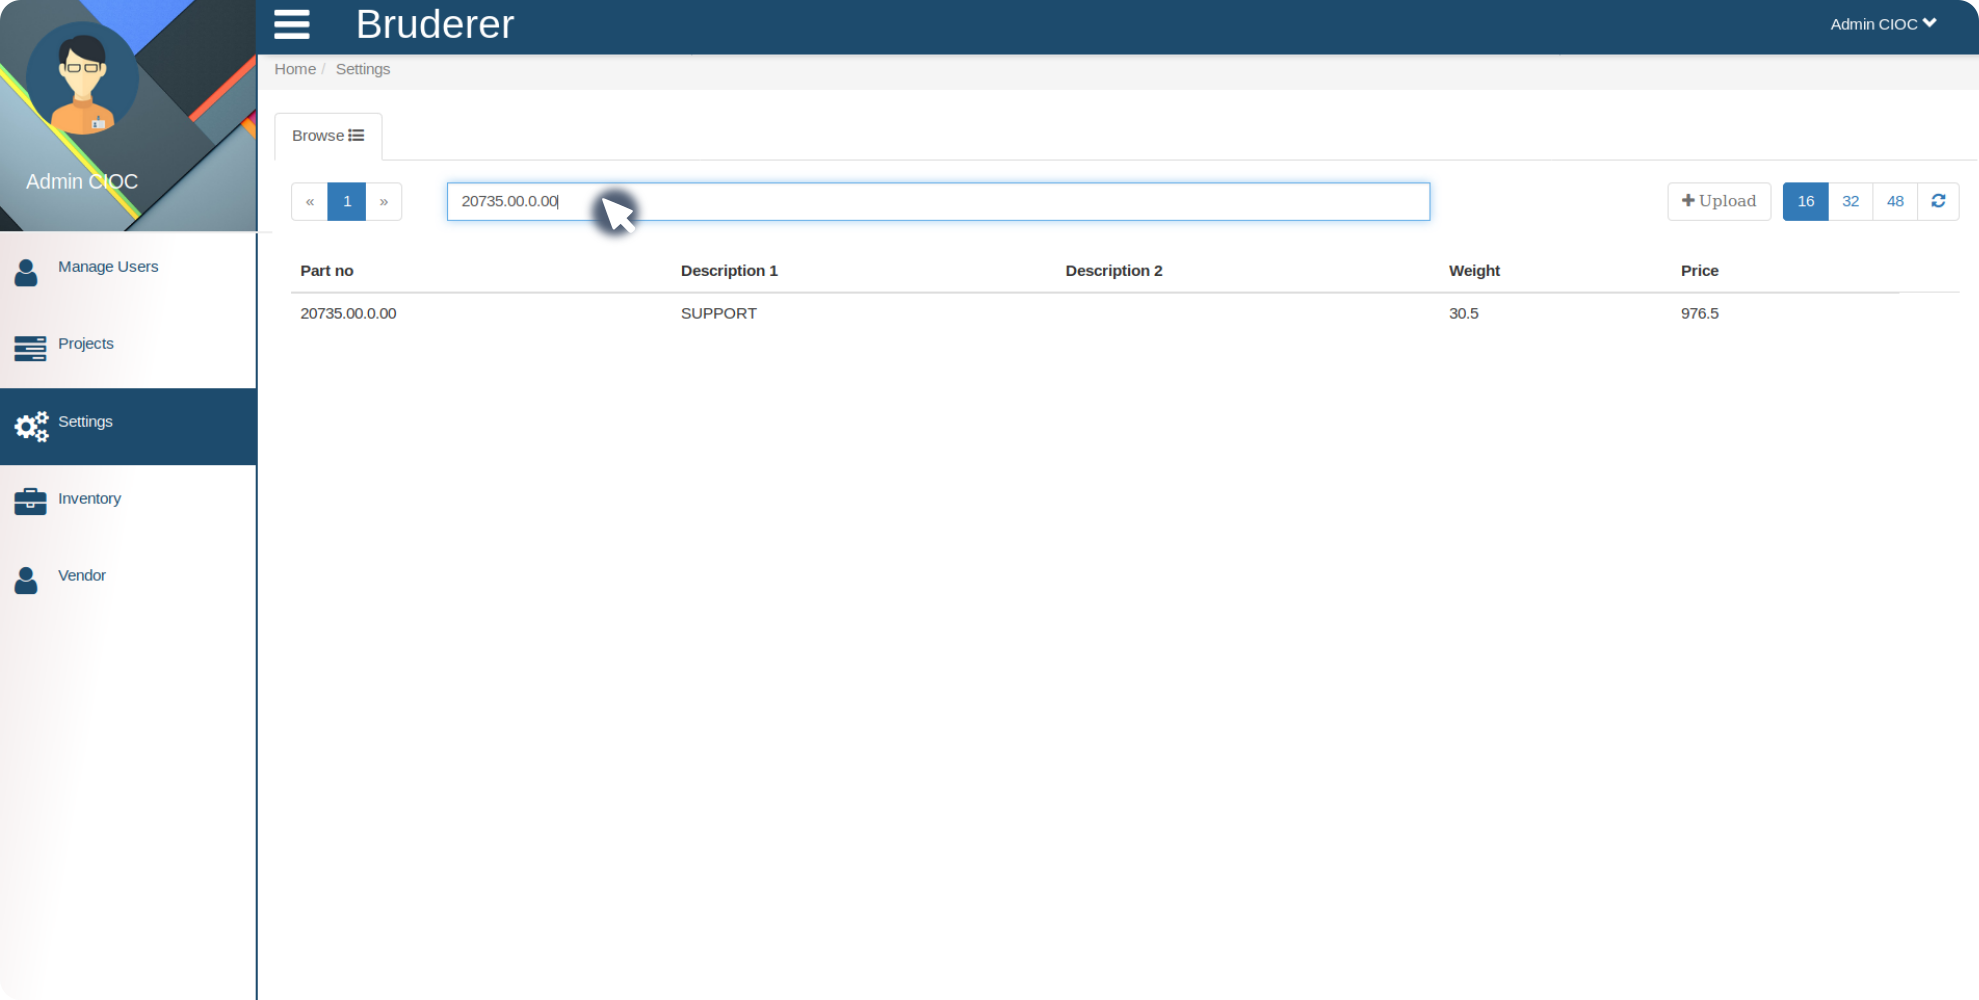 Bruderer
Admin CIOC
Home / Settings
Admin CIOC
Browse
« 1 »
20735.00.0.00
Upload
16 32 48
Part no Description 1 Description 2 Weight Price
20735.00.0.00 SUPPORT 30.5 976.5
Manage Users
Projects
Settings
Inventory
Vendor